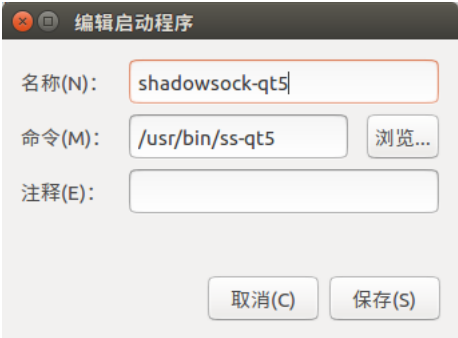 编辑启动程序
名称(N)： shadowsock-qt5
命令(M)： /usr/bin/ss-qt5 浏览...
注释(E)：
取消(C) 保存(S)